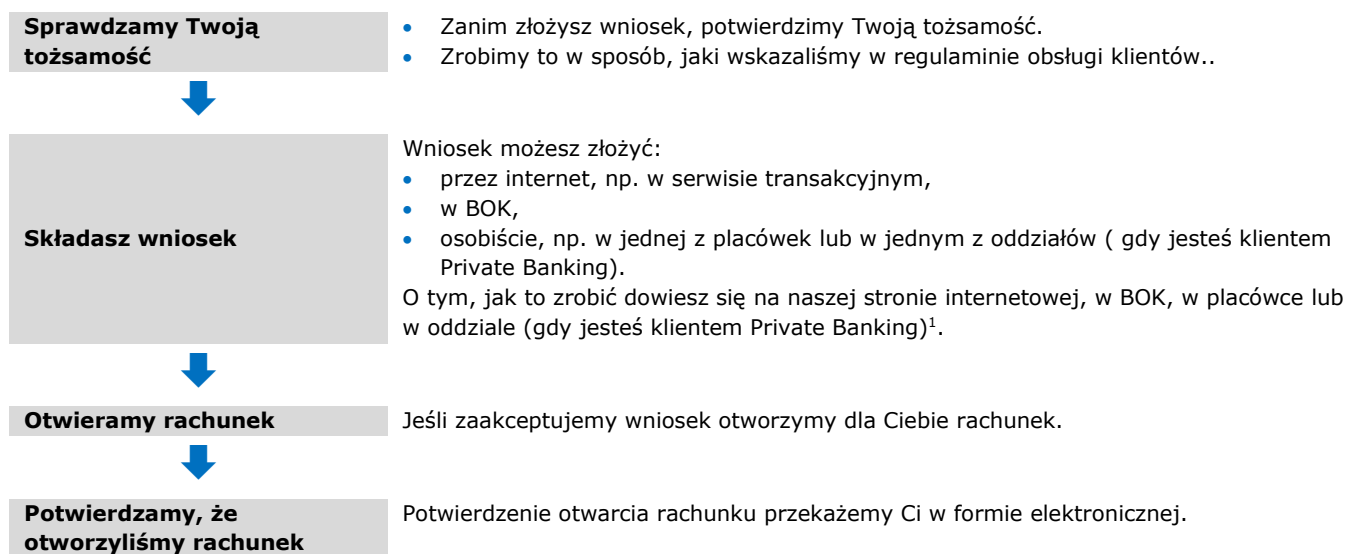 Sprawdzamy Twoją
tożsamość
• Zanim złożysz wniosek, potwierdzimy Twoją tożsamość.
• Zrobimy to w sposób, jaki wskazaliśmy w regulaminie obsługi klientów..
Składasz wniosek
Wniosek możesz złożyć:
• przez internet, np. w serwisie transakcyjnym,
• w BOK,
• osobiście, np. w jednej z placówek lub w jednym z oddziałów ( gdy jesteś klientem
Private Banking).
O tym, jak to zrobić dowiesz się na naszej stronie internetowej, w BOK, w placówce lub
w oddziale (gdy jesteś klientem Private Banking)¹.
Otwieramy rachunek
Jeśli zaakceptujemy wniosek otworzymy dla Ciebie rachunek.
Potwierdzamy, że
otworzyliśmy rachunek
Potwierdzenie otwarcia rachunku przekażemy Ci w formie elektronicznej.